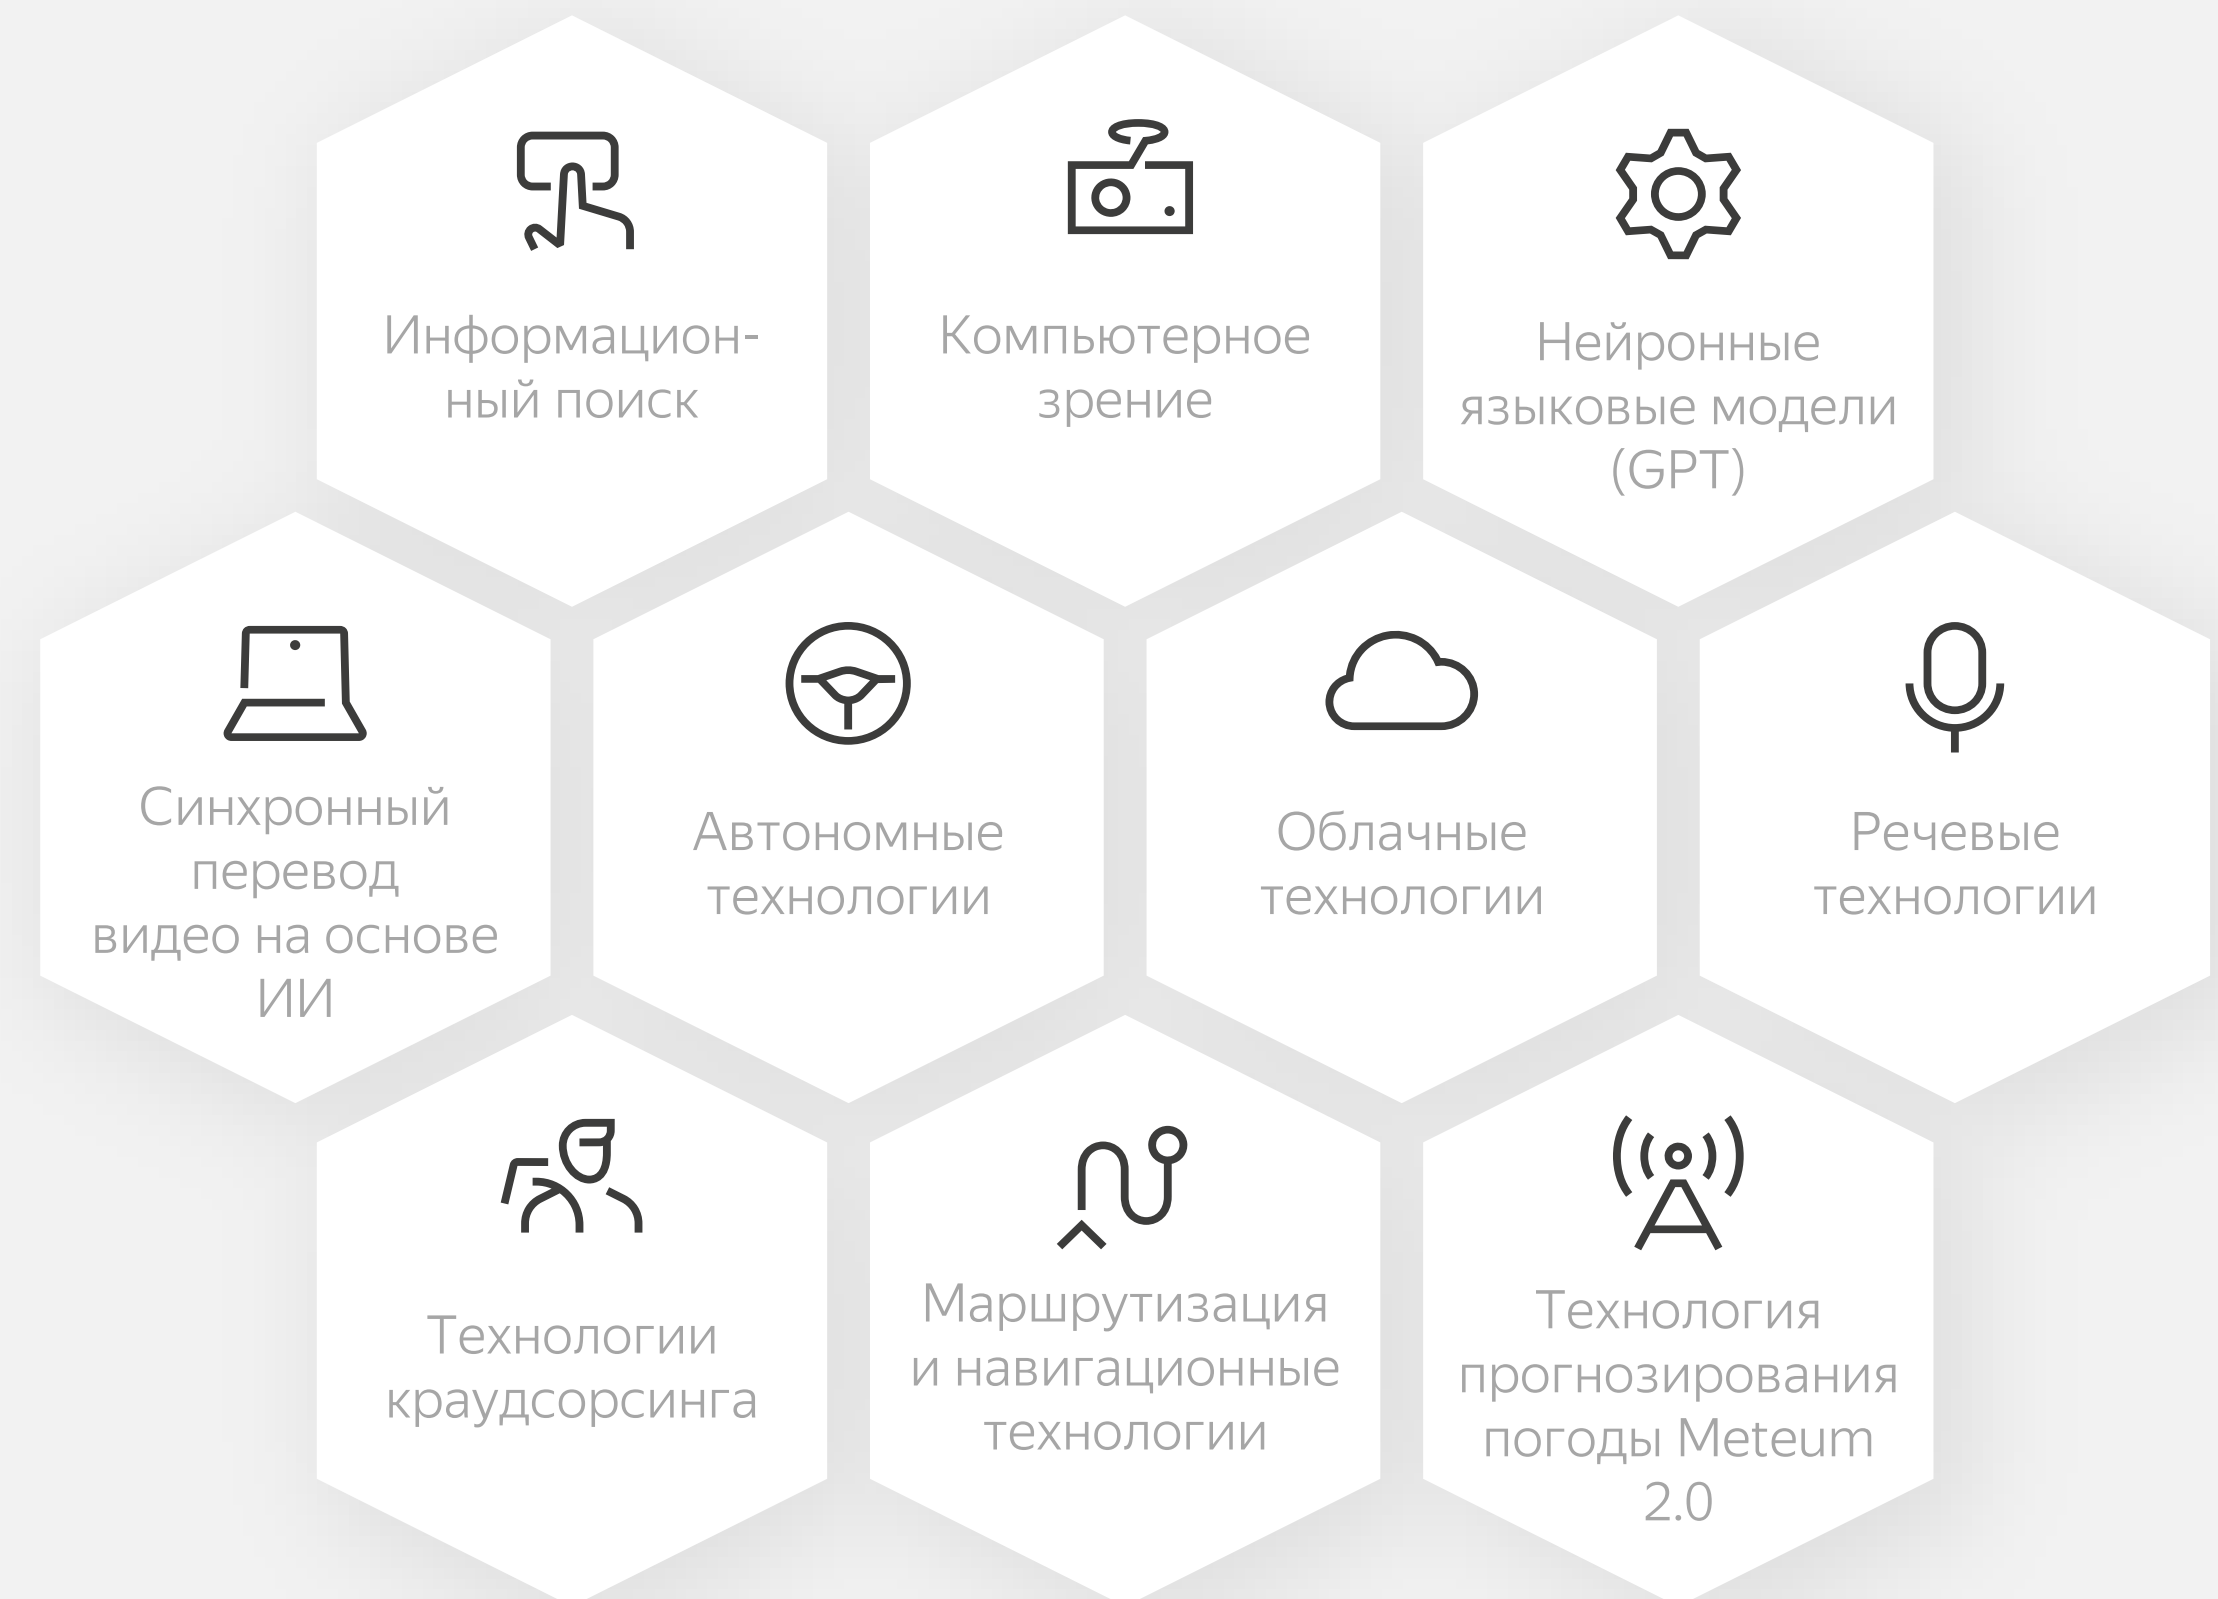 Информацион-
ный поиск
Компьютерное
зрение
Нейронные
языковые модели
(GPT)
Синхронный
перевод
видео на основе
ИИ
Автономные
технологии
Облачные
технологии
Речевые
технологии
Технологии
краудсорсинга
Маршрутизация
и навигационные
технологии
Технология
прогнозирования
погоды Meteum
2.0